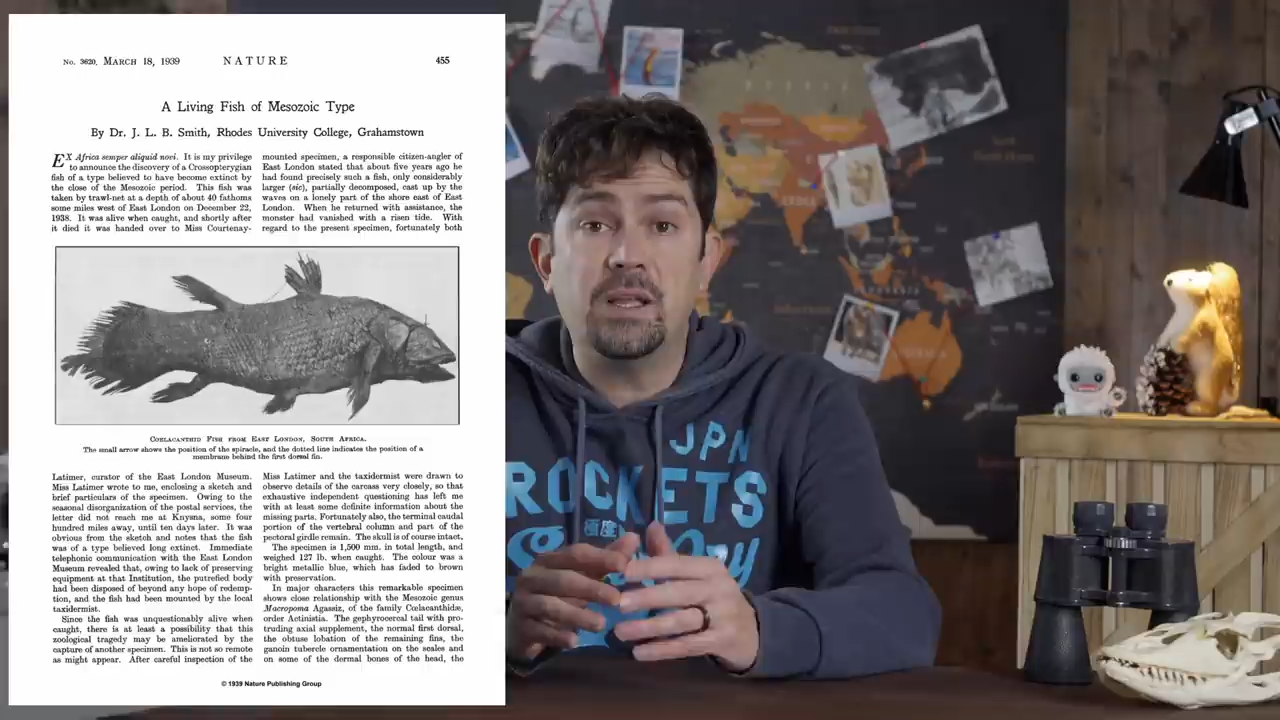 No. 3620, MARCH 18, 1939 NATURE 455
A Living Fish of Mesozoic Type
By Dr. J. L. B. Smith, Rhodes University College, Grahamstown
EX Africa semper aliquid novi. It is my privilege
to announce the discovery of a Crossopterygian
fish of a type believed to have become extinct by
the close of the Mesozoic period. This fish was
taken by trawl-net at a depth of about 40 fathoms
some miles west of East London on December 22,
1938. It was alive when caught, and shortly after
it died it was handed over to Miss Courtenay-
mounted specimen, a responsible citizen-angler of
East London stated that about five years ago he
had found precisely such a fish, only considerably
larger (sic), partially decomposed, cast up by the
waves on a lonely part of the shore east of East
London. When he returned with assistance, the
monster had vanished with a risen tide. With
regard to the present specimen, fortunately both
COELACANTHID FISH FROM EAST LONDON, SOUTH AFRICA.
The small arrow shows the position of the spiracle, and the dotted line indicates the position of a
membrane behind the first dorsal fin.
Latimer, curator of the East London Museum.
Miss Latimer wrote to me, enclosing a sketch and
brief particulars of the specimen. Owing to the
seasonal disorganization of the postal services, the
letter did not reach me at Knysna, some four
hundred miles away, until ten days later. It was
obvious from the sketch and notes that the fish
was of a type believed long extinct. Immediate
telephonic communication with the East London
Museum revealed that, owing to lack of preserving
equipment at that Institution, the putrefied body
had been disposed of beyond any hope of redemp-
tion, and the fish had been mounted by the local
taxidermist.
Since the fish was unquestionably alive when
caught, there is at least a possibility that this
zoological tragedy may be ameliorated by the
capture of another specimen. This is not so remote
as might appear. After careful inspection of the
Miss Latimer and the taxidermist were drawn to
observe details of the carcass very closely, so that
exhaustive independent questioning has left me
with at least some definite information about the
missing parts. Fortunately also, the terminal caudal
portion of the vertebral column and part of the
pectoral girdle remain. The skull is of course intact.
The specimen is 1,500 mm. in total length, and
weighed 127 lb. when caught. The colour was a
bright metallic blue, which has faded to brown
with preservation.
In major characters this remarkable specimen
shows close relationship with the Mesozoic genus
Macropoma Agassiz, of the family Cœlacanthidæ,
order Actinistia. The gephyrocercal tail with pro-
truding axial supplement, the normal first dorsal,
the obtuse lobation of the remaining fins, the
ganoin tubercle ornamentation on the scales and
on some of the dermal bones of the head, the
© 1939 Nature Publishing Group
JPN
ROCKETS